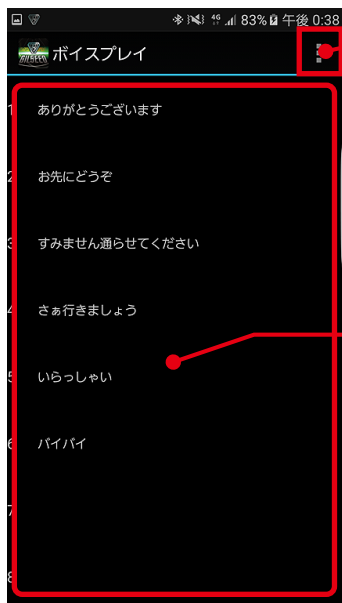 4G 83% 午後 0:38
ボイスプレイ
1 ありがとうございます
2 お先にどうぞ
3 すみません通らせてください
4 さぁ行きましょう
5 いらっしゃい
6 バイバイ
7
8